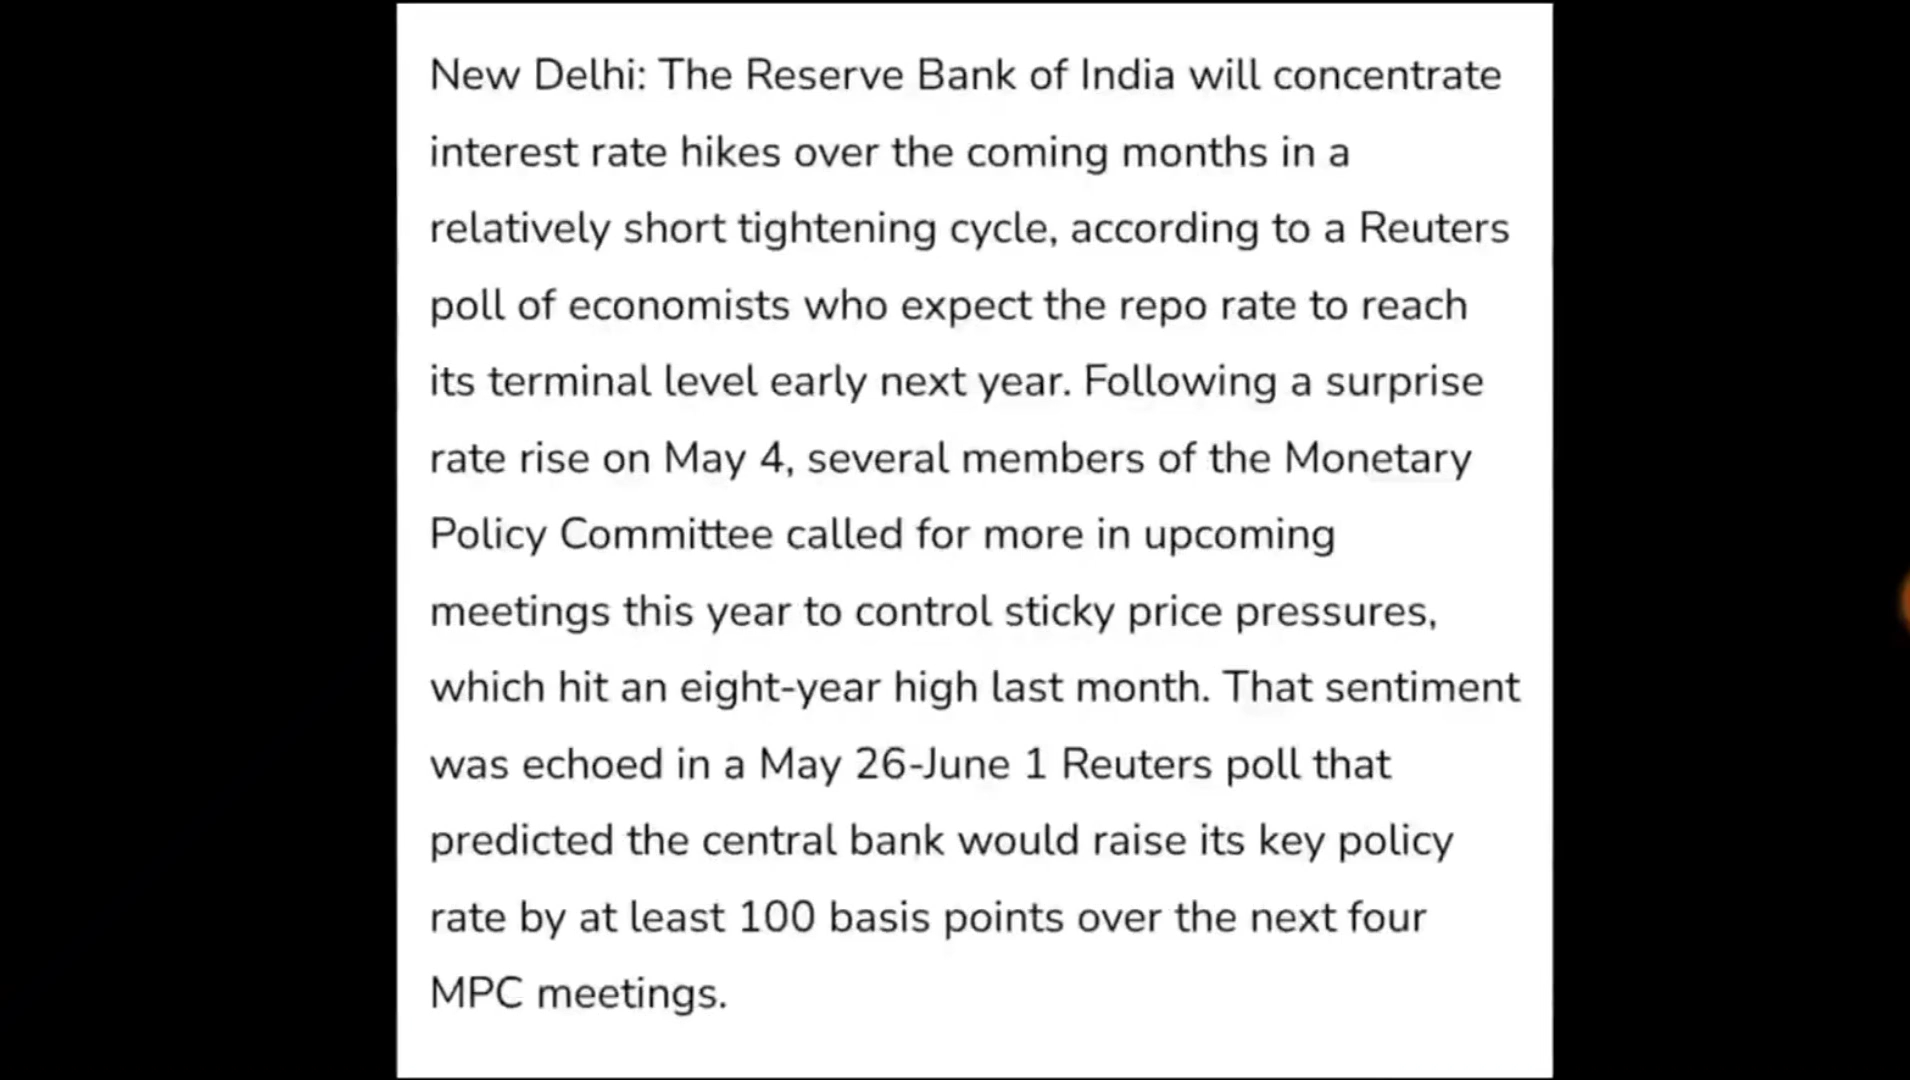 New Delhi: The Reserve Bank of India will concentrate
interest rate hikes over the coming months in a
relatively short tightening cycle, according to a Reuters
poll of economists who expect the repo rate to reach
its terminal level early next year. Following a surprise
rate rise on May 4, several members of the Monetary
Policy Committee called for more in upcoming
meetings this year to control sticky price pressures,
which hit an eight-year high last month. That sentiment
was echoed in a May 26-June 1 Reuters poll that
predicted the central bank would raise its key policy
rate by at least 100 basis points over the next four
MPC meetings.